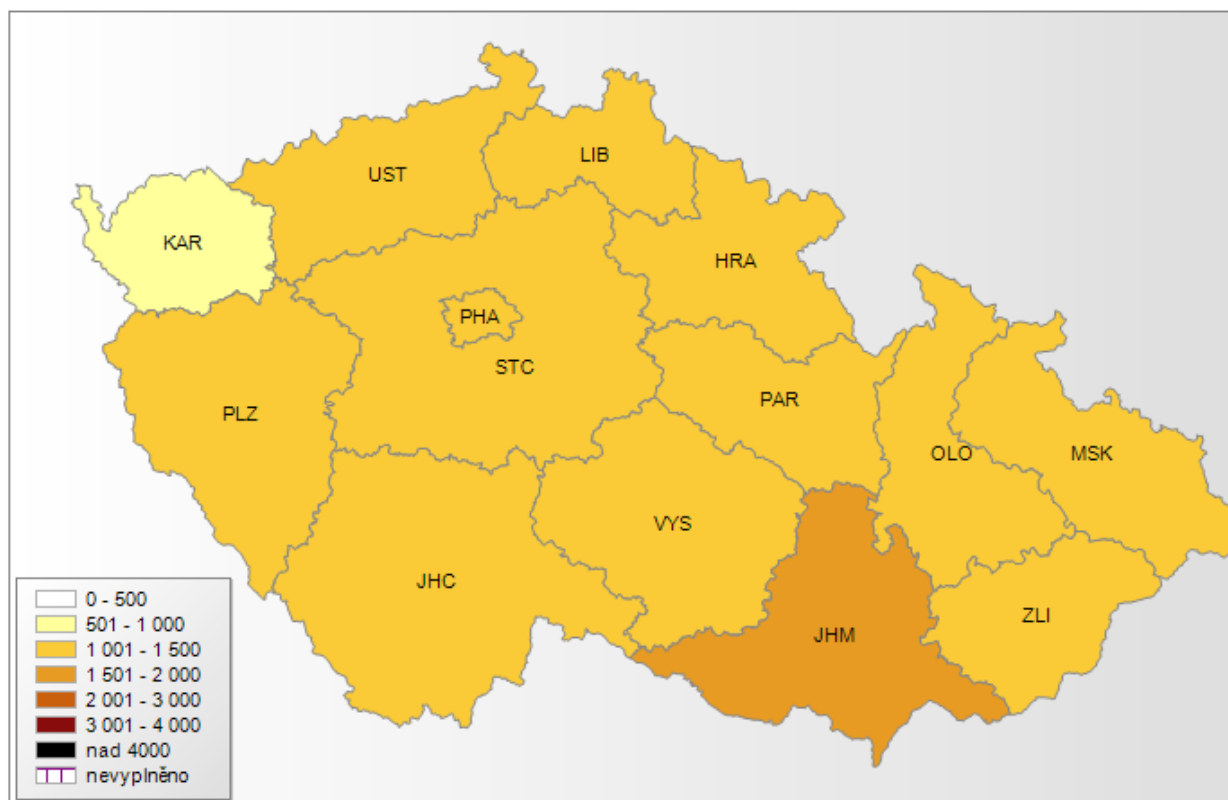 LIB
UST
KAR
HRA
PHA
STC
PAR
PLZ
OLO
MSK
VYS
JHC
ZLI
JHM
0 - 500
501 - 1 000
1 001 - 1 500
1 501 - 2 000
2 001 - 3 000
3 001 - 4 000
nad 4000
nevyplněno